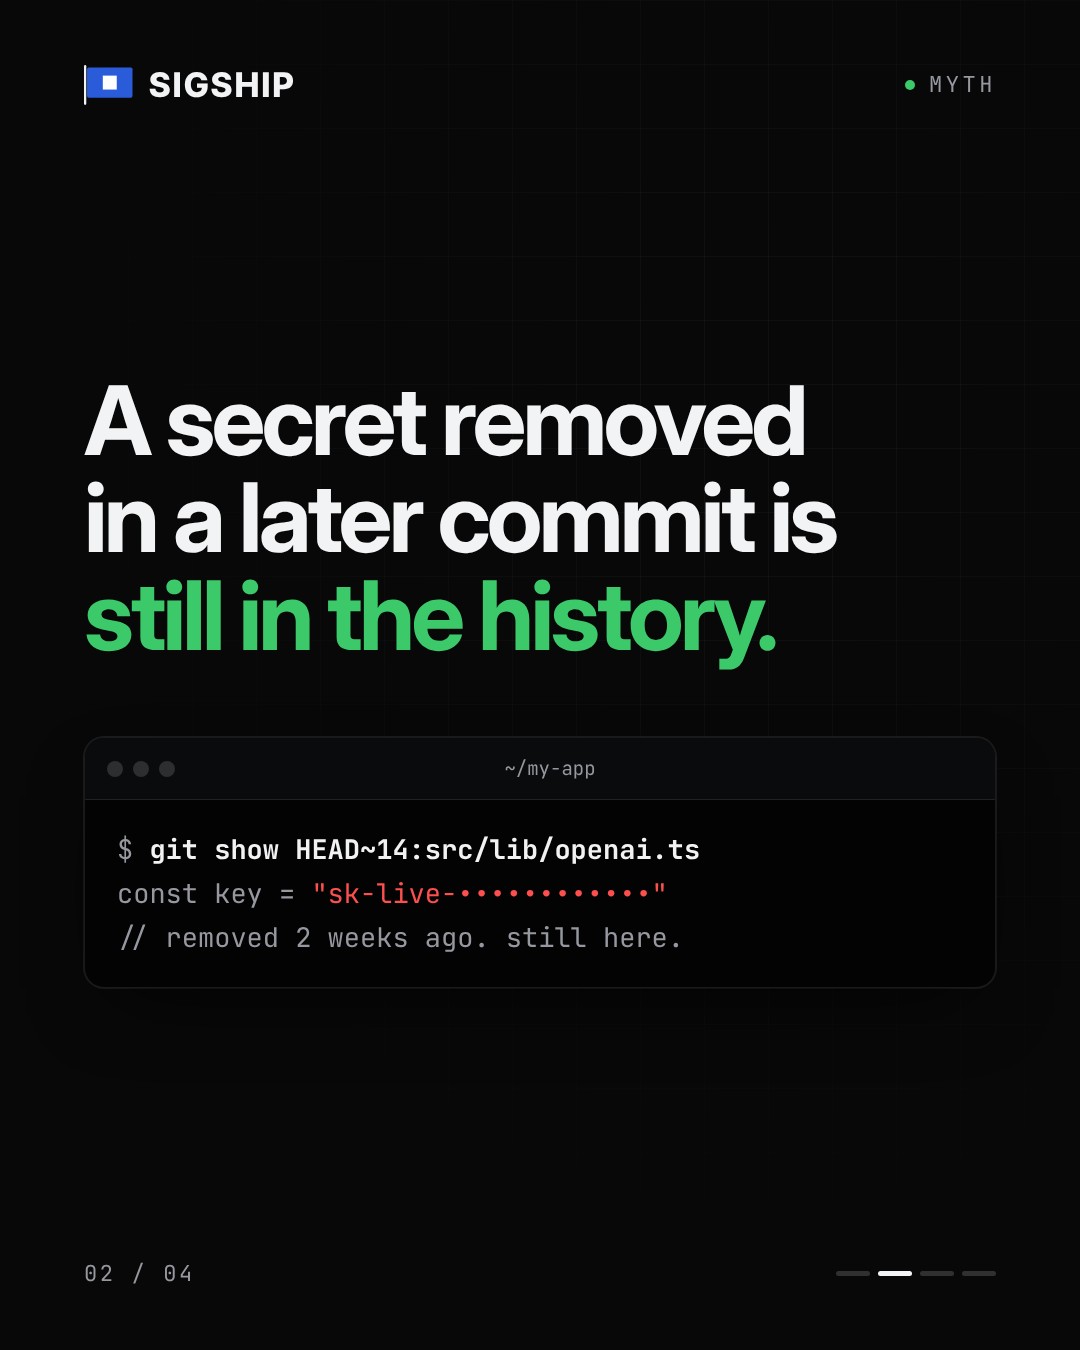 SIGSHIP
MYTH
A secret removed
in a later commit is
still in the history.
~/my-app
$ git show HEAD~14:src/lib/openai.ts
const key = "sk-live-••••••••••••"
// removed 2 weeks ago. still here.
02 / 04